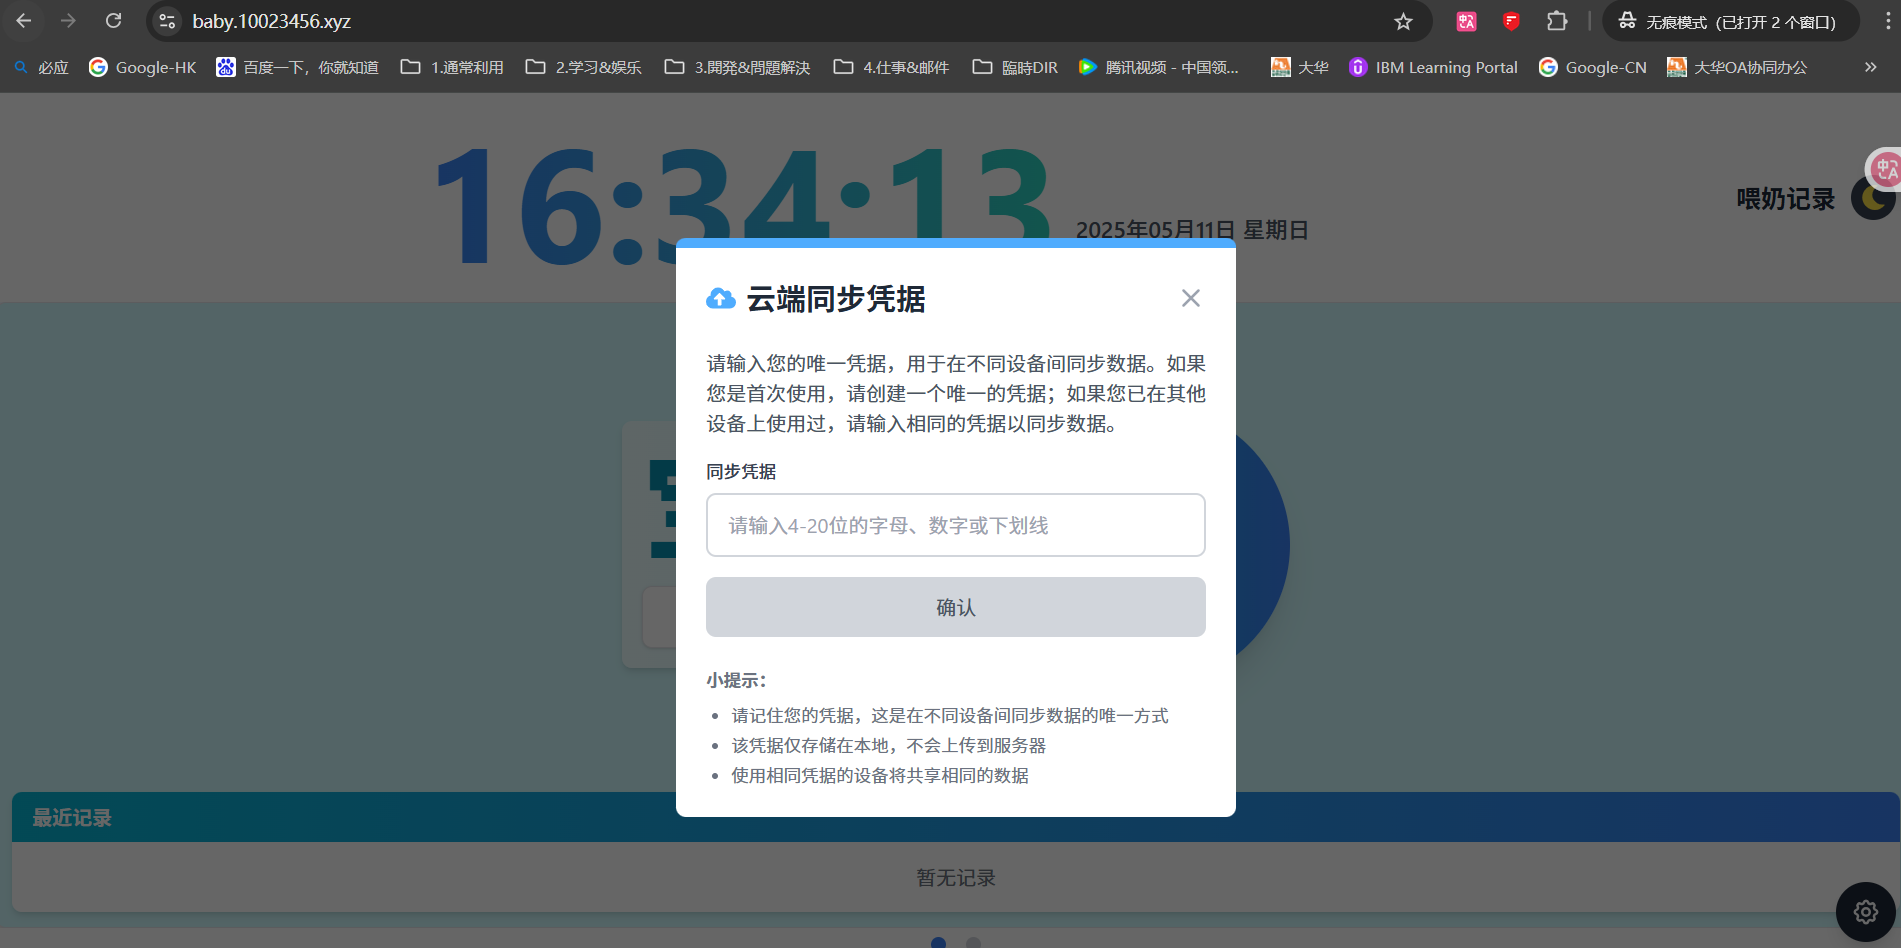 baby.10023456.xyz
无痕模式（已打开 2 个窗口）
必应
Google-HK
百度一下，你就知道
1.通常利用
2.学习&娱乐
3.開発&問題解決
4.仕事&邮件
臨時DIR
腾讯视频 - 中国领...
大华
IBM Learning Portal
Google-CN
大华OA协同办公
16:34:13
2025年05月11日 星期日
喂奶记录
云端同步凭据
请输入您的唯一凭据，用于在不同设备间同步数据。如果
您是首次使用，请创建一个唯一的凭据；如果您已在其他
设备上使用过，请输入相同的凭据以同步数据。
同步凭据
请输入4-20位的字母、数字或下划线
确认
小提示：
请记住您的凭据，这是在不同设备间同步数据的唯一方式
该凭据仅存储在本地，不会上传到服务器
使用相同凭据的设备将共享相同的数据
最近记录
暂无记录